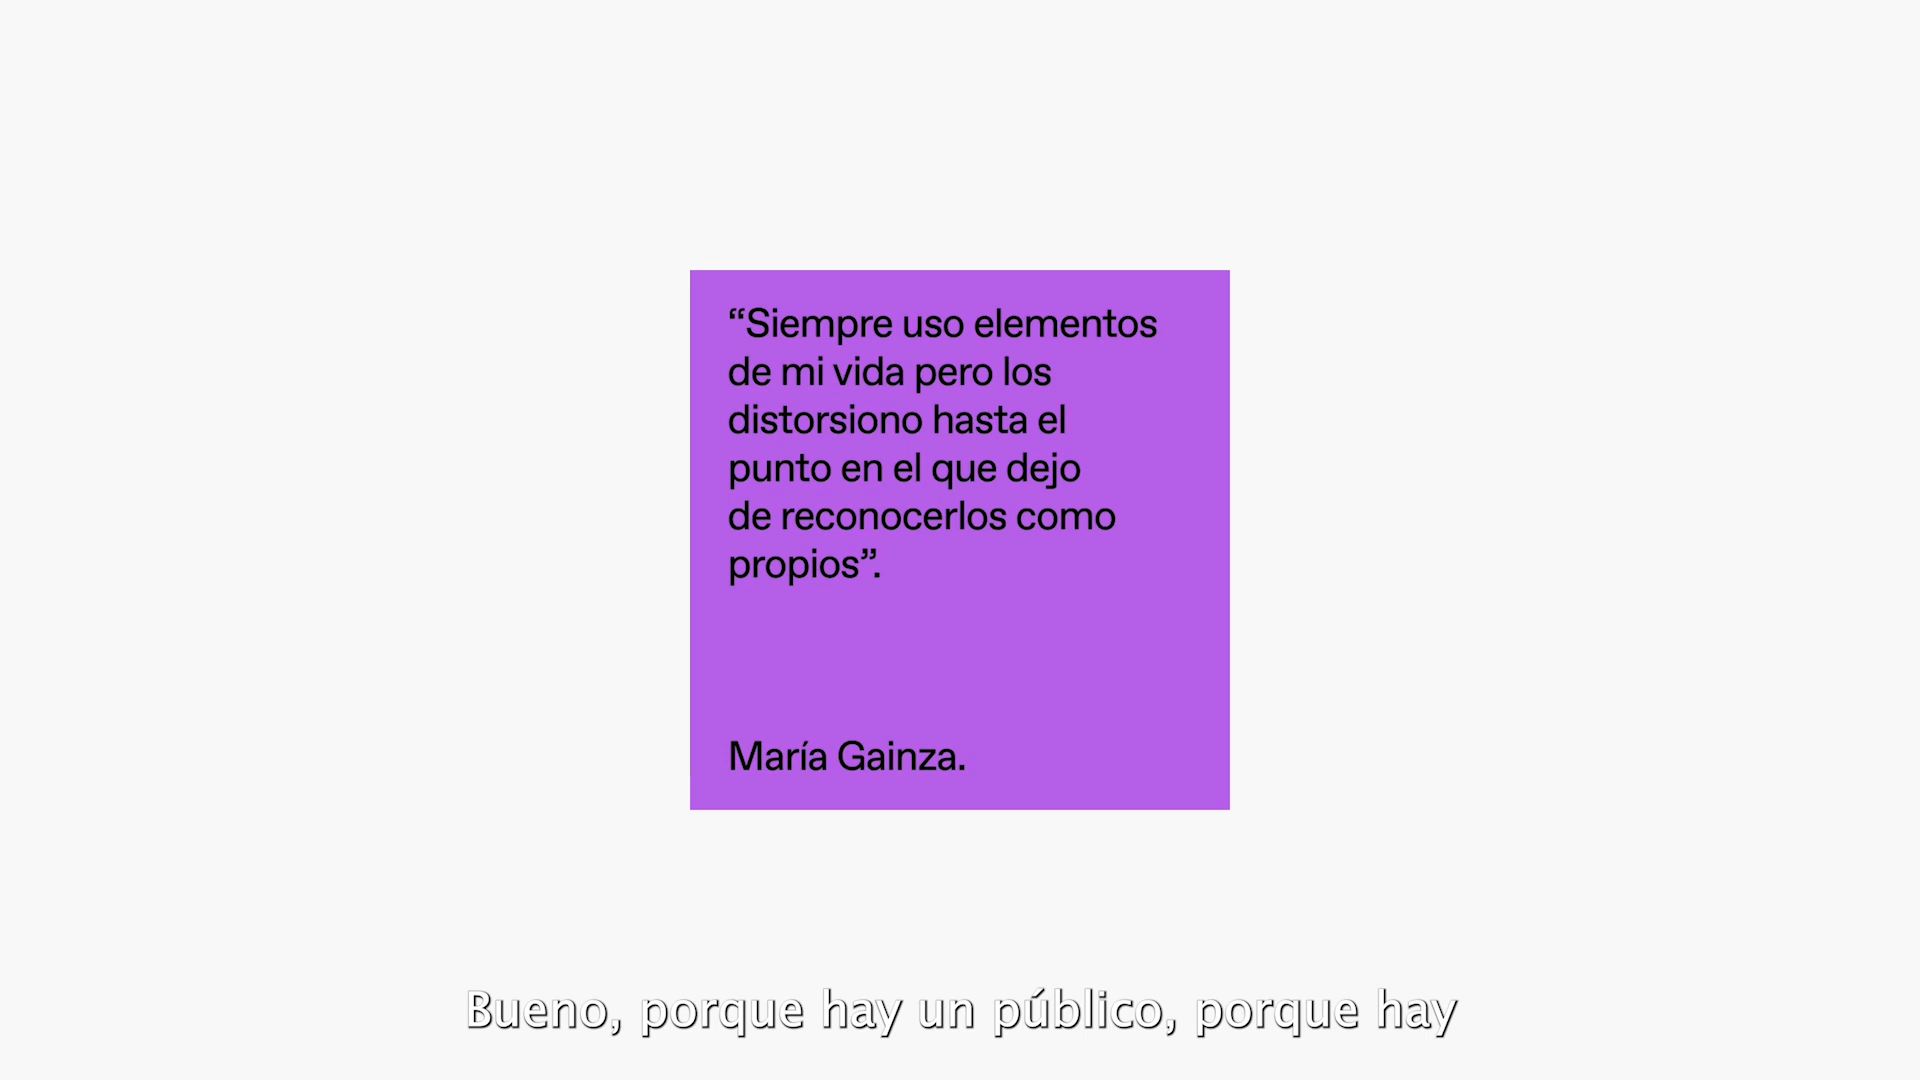 “Siempre uso elementos
de mi vida pero los
distorsiono hasta el
punto en el que dejo
de reconocerlos como
propios”.
María Gainza.
Bueno, porque hay un público, porque hay